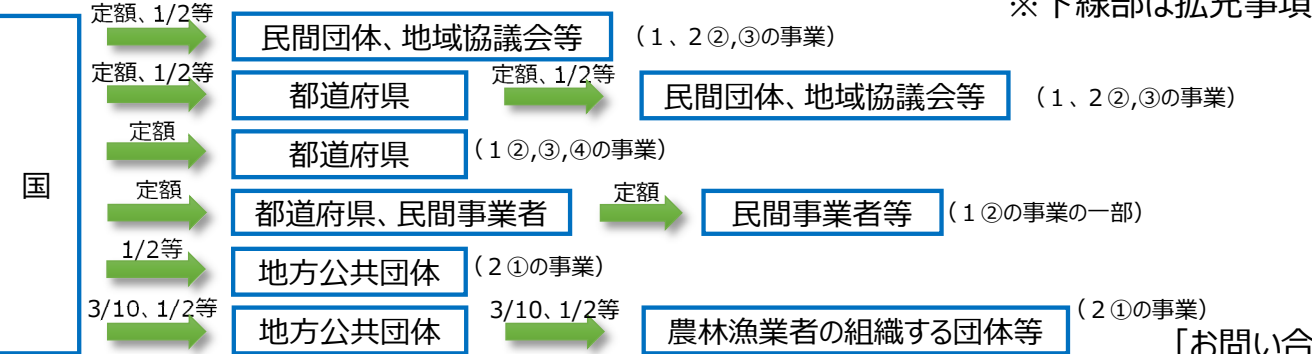 ※下線部は拡充事項
国
定額、1/2等
民間団体、地域協議会等 (1、2②,③の事業)
定額、1/2等 定額、1/2等
都道府県 民間団体、地域協議会等 (1、2②,③の事業)
定額
都道府県 (1②,③,④の事業)
定額 定額
都道府県、民間事業者 民間事業者等 (1②の事業の一部)
1/2等
地方公共団体 (2①の事業)
3/10、1/2等 3/10、1/2等
地方公共団体 農林漁業者の組織する団体等 (2①の事業)
[お問い合